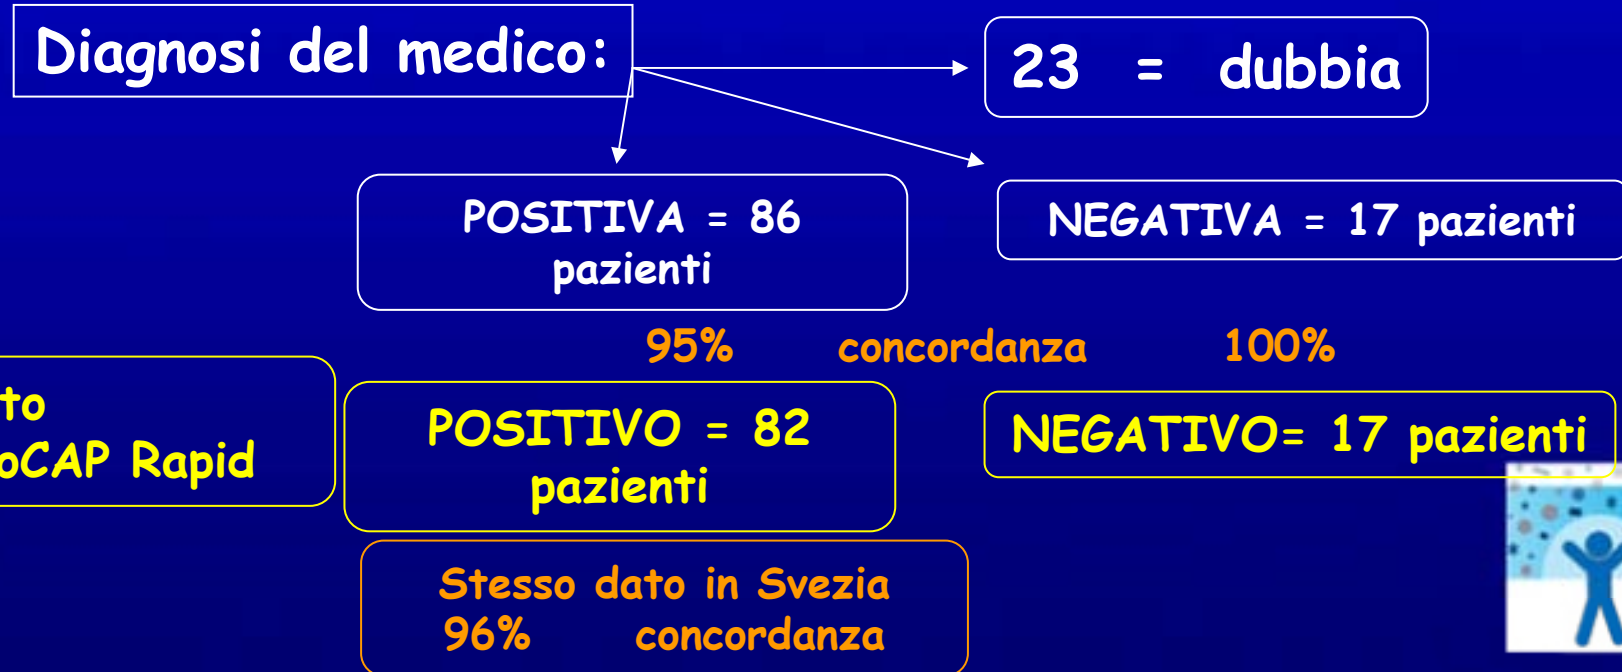 Diagnosi del medico:
23 = dubbia
POSITIVA = 86
pazienti
NEGATIVA = 17 pazienti
95% concordanza 100%
to
oCAP Rapid
POSITIVO = 82
pazienti
NEGATIVO= 17 pazienti
Stesso dato in Svezia
96% concordanza